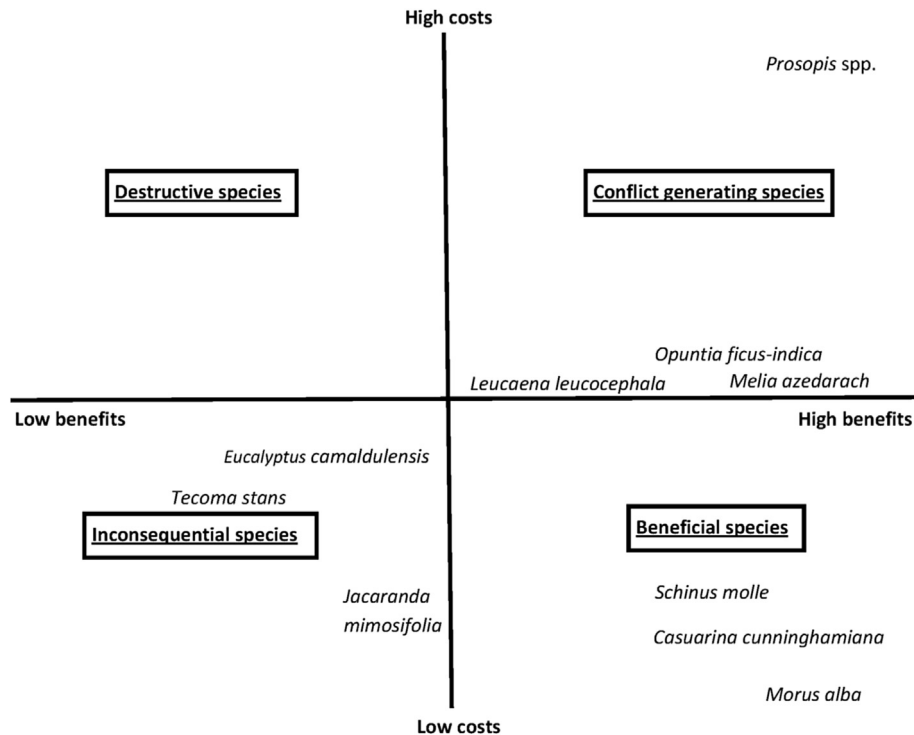 High costs
Prosopis spp.
Destructive species
Conflict generating species
Opuntia ficus-indica
Leucaena leucocephala
Melia azedarach
Low benefits
High benefits
Eucalyptus camaldulensis
Tecoma stans
Inconsequential species
Beneficial species
Jacaranda
mimosifolia
Schinus molle
Casuarina cunninghamiana
Morus alba
Low costs